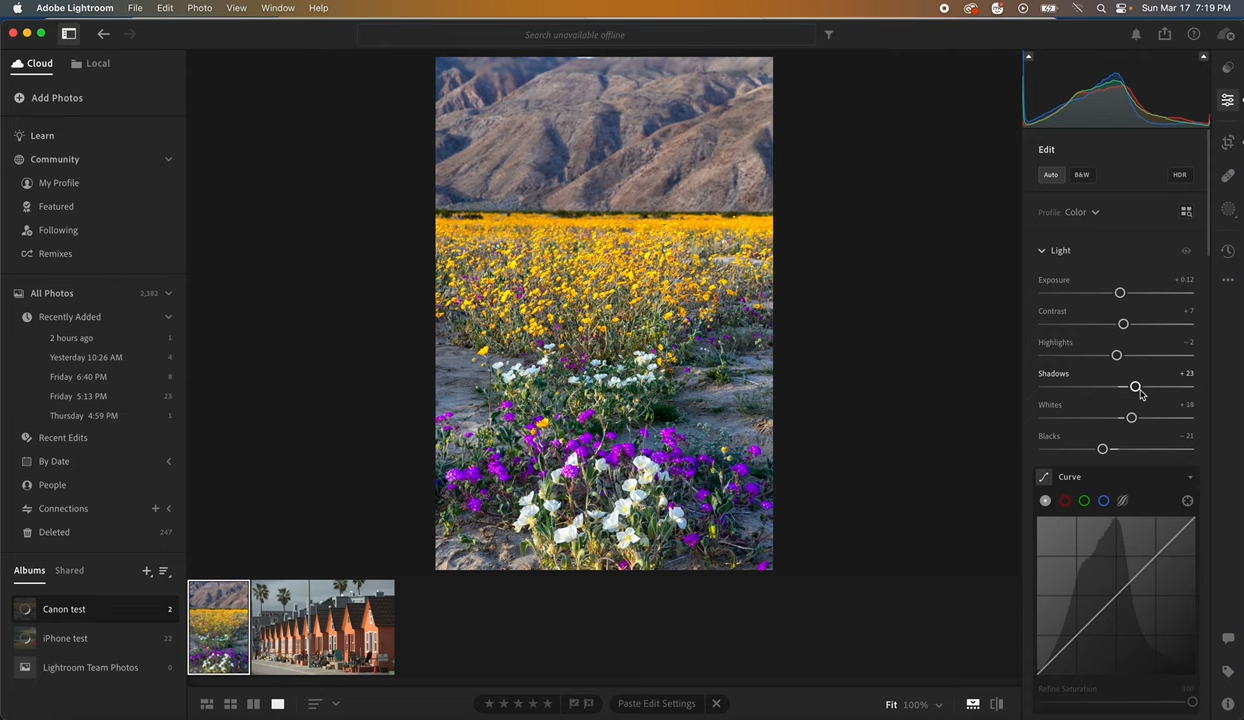 Adobe Lightroom File Edit Photo View Window Help Sun Mar 17 7:19 PM
Search unavailable offline
Cloud Local
Add Photos
Learn
Community
My Profile
Featured
Following
Remixes
All Photos 2,382
Recently Added
2 hours ago 1
Yesterday 10:26 AM 4
Friday 6:40 PM 8
Friday 5:13 PM 23
Thursday 4:59 PM 1
Recent Edits
By Date
People
Connections
Deleted 247
Albums Shared
Canon test 2
iPhone test 22
Lightroom Team Photos 0
Edit
Auto B&W HDR
Profile Color
Light
Exposure + 0.12
Contrast + 7
Highlights − 2
Shadows + 23
Whites + 18
Blacks − 21
Curve
Refine Saturation 100
Paste Edit Settings
Fit 100%